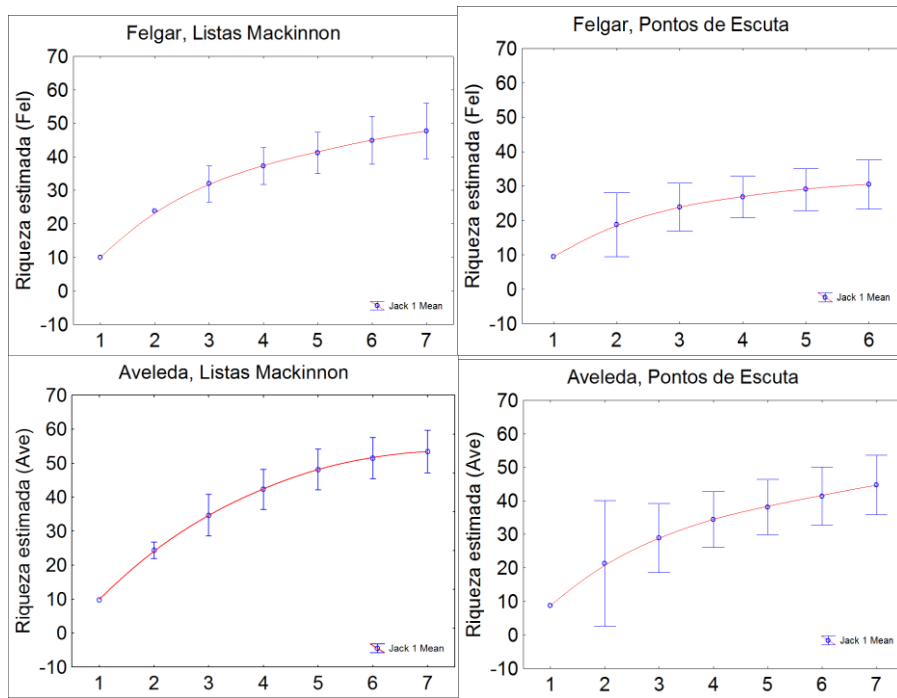 Felgar, Listas Mackinnon
Riqueza estimada (Fel)
70
60
50
40
30
20
10
0
-10
Jack 1 Mean
1 2 3 4 5 6 7
Felgar, Pontos de Escuta
Riqueza estimada (Fel)
70
60
50
40
30
20
10
0
-10
Jack 1 Mean
1 2 3 4 5 6
Aveleda, Listas Mackinnon
Riqueza estimada (Ave)
70
60
50
40
30
20
10
0
-10
Jack 1 Mean
1 2 3 4 5 6 7
Aveleda, Pontos de Escuta
Riqueza estimada (Ave)
70
60
50
40
30
20
10
0
-10
Jack 1 Mean
1 2 3 4 5 6 7